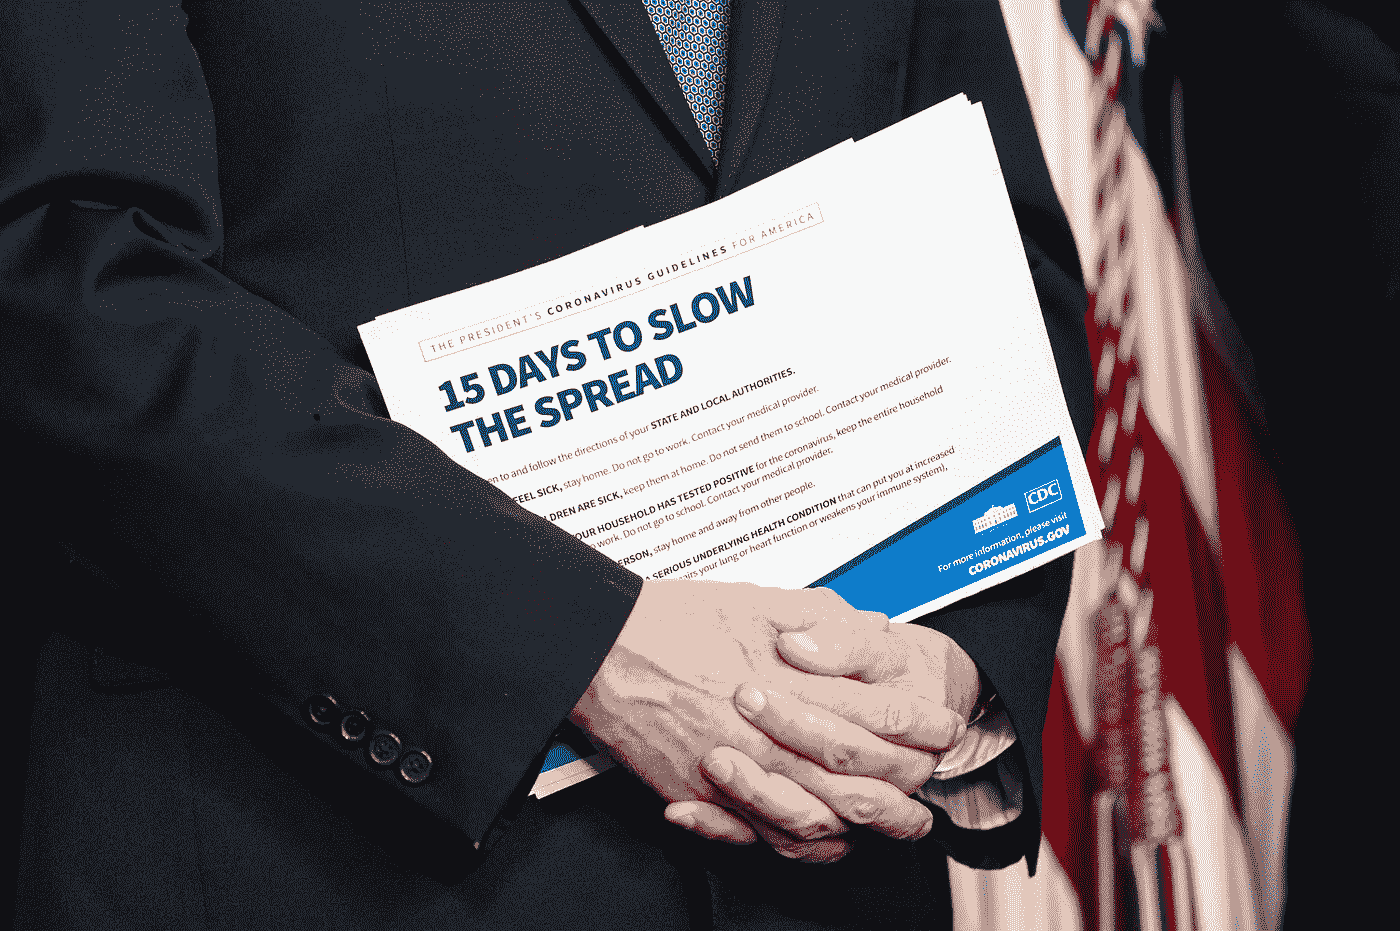 THE PRESIDENT'S CORONAVIRUS GUIDELINES FOR AMERICA
15 DAYS TO SLOW
THE SPREAD
en to and follow the directions of your STATE AND LOCAL AUTHORITIES.
FEEL SICK, stay home. Do not go to work. Contact your medical provider.
LDREN ARE SICK, keep them at home. Do not send them to school. Contact your medical provider.
OUR HOUSEHOLD HAS TESTED POSITIVE for the coronavirus, keep the entire household
work. Do not go to school. Contact your medical provider.
ERSON, stay home and away from other people.
A SERIOUS UNDERLYING HEALTH CONDITION that can put you at increased
airs your lung or heart function or weakens your immune system),
CDC
For more information, please visit
CORONAVIRUS.GOV